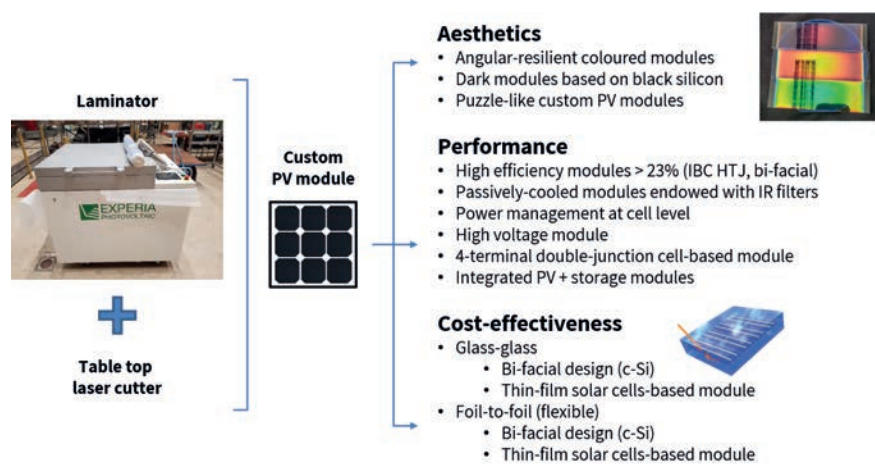 Laminator
EXPERIA
PHOTOVOLTAIC
Table top
laser cutter
Custom
PV module
Aesthetics
• Angular-resilient coloured modules
• Dark modules based on black silicon
• Puzzle-like custom PV modules
Performance
• High efficiency modules > 23% (IBC HTJ, bi-facial)
• Passively-cooled modules endowed with IR filters
• Power management at cell level
• High voltage module
• 4-terminal double-junction cell-based module
• Integrated PV + storage modules
Cost-effectiveness
• Glass-glass
• Bi-facial design (c-Si)
• Thin-film solar cells-based module
• Foil-to-foil (flexible)
• Bi-facial design (c-Si)
• Thin-film solar cells-based module